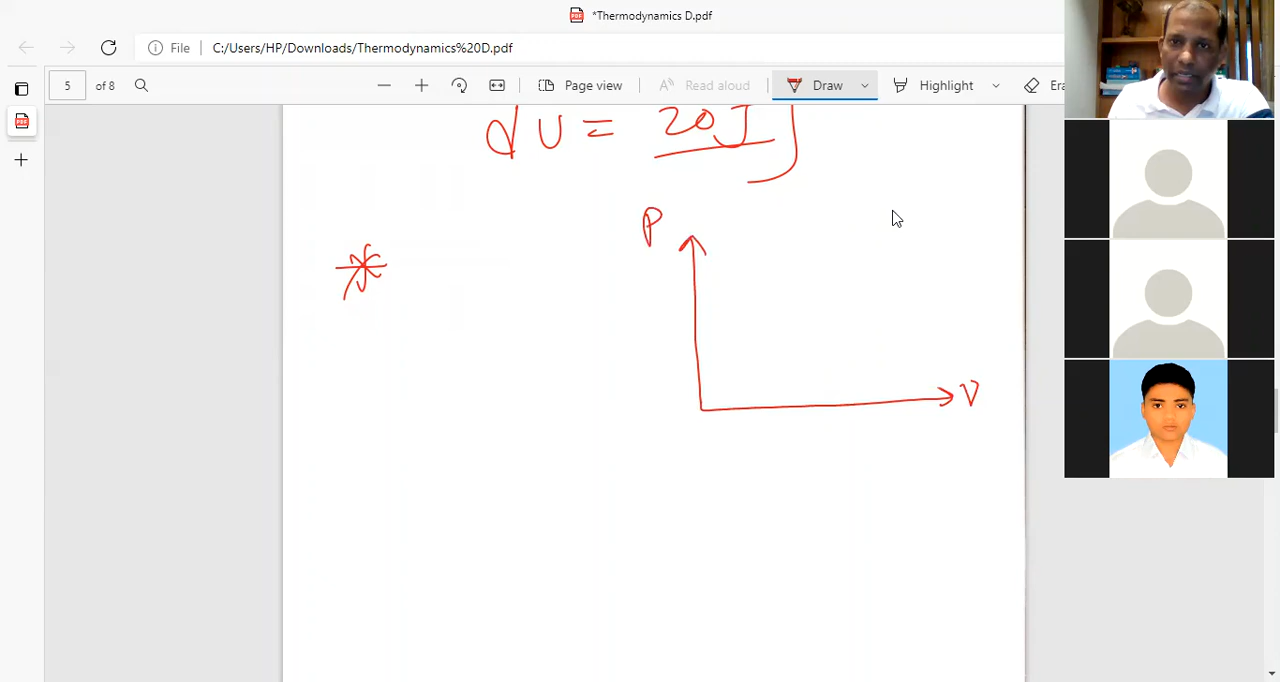 *Thermodynamics D.pdf
File C:/Users/HP/Downloads/Thermodynamics%20D.pdf
5 of 8 Page view Read aloud Draw Highlight Era
dU = 20J
P
V